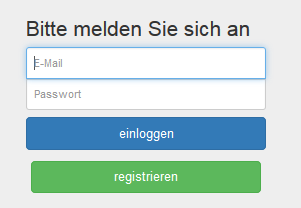 Bitte melden Sie sich an
E-Mail
Passwort
einloggen
registrieren